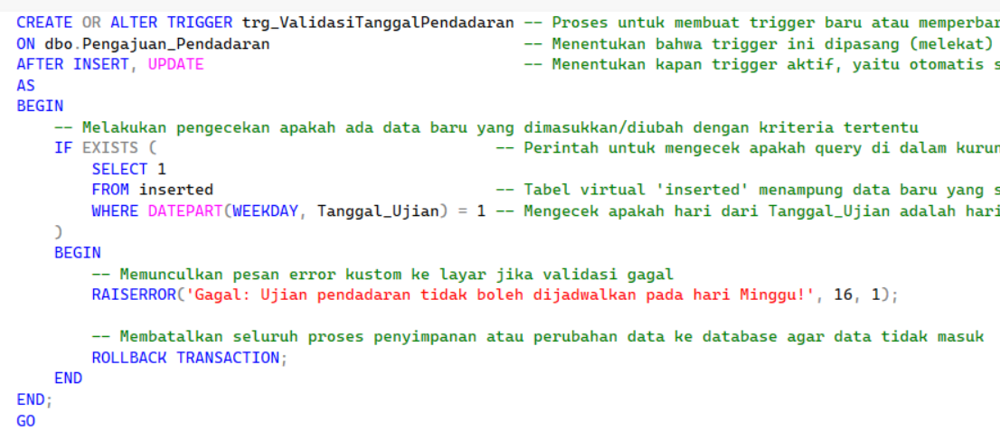 CREATE OR ALTER TRIGGER trg_ValidasiTanggalPendadaran -- Proses untuk membuat trigger baru atau
ON dbo.Pengajuan_Pendadaran -- Menentukan bahwa trigger ini dipasang (melekat)
AFTER INSERT, UPDATE -- Menentukan kapan trigger aktif, yaitu otomatis
AS
BEGIN
-- Melakukan pengecekan apakah ada data baru yang dimasukkan/diubah dengan kriteria tertentu
IF EXISTS ( -- Perintah untuk mengecek apakah query di dalam
SELECT 1
FROM inserted -- Tabel virtual 'inserted' menampung data baru yang
WHERE DATEPART(WEEKDAY, Tanggal_Ujian) = 1 -- Mengecek apakah hari dari Tanggal_Ujian adalah
)
BEGIN
-- Memunculkan pesan error kustom ke layar jika validasi gagal
RAISERROR('Gagal: Ujian pendadaran tidak boleh dijadwalkan pada hari Minggu!', 16, 1);
-- Membatalkan seluruh proses penyimpanan atau perubahan data ke database agar data tidak masuk
ROLLBACK TRANSACTION;
END
END;
GO